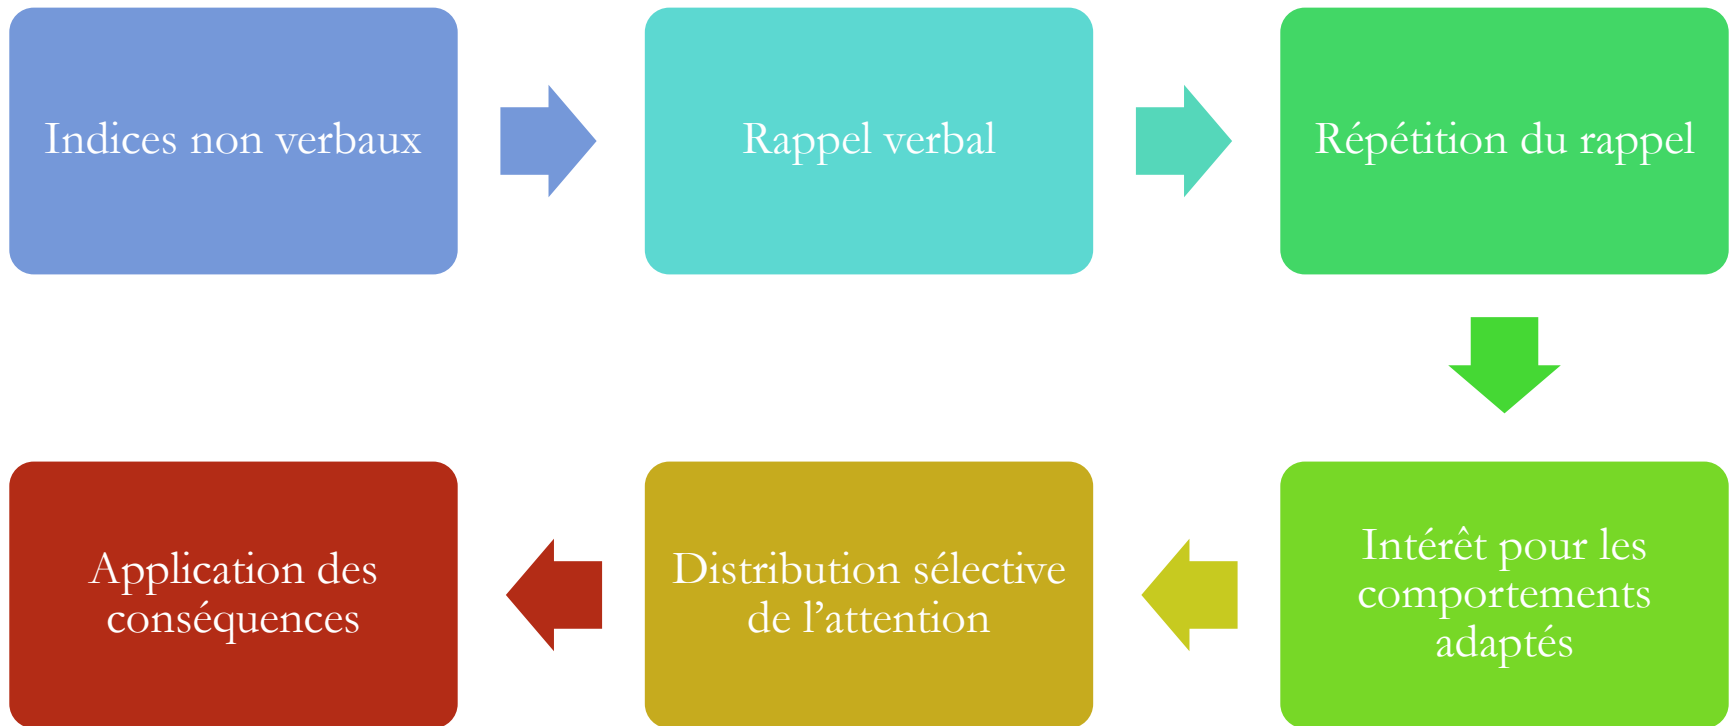 Indices non verbaux
Rappel verbal
Répétition du rappel
Intérêt pour les
comportements
adaptés
Distribution sélective
de l’attention
Application des
conséquences